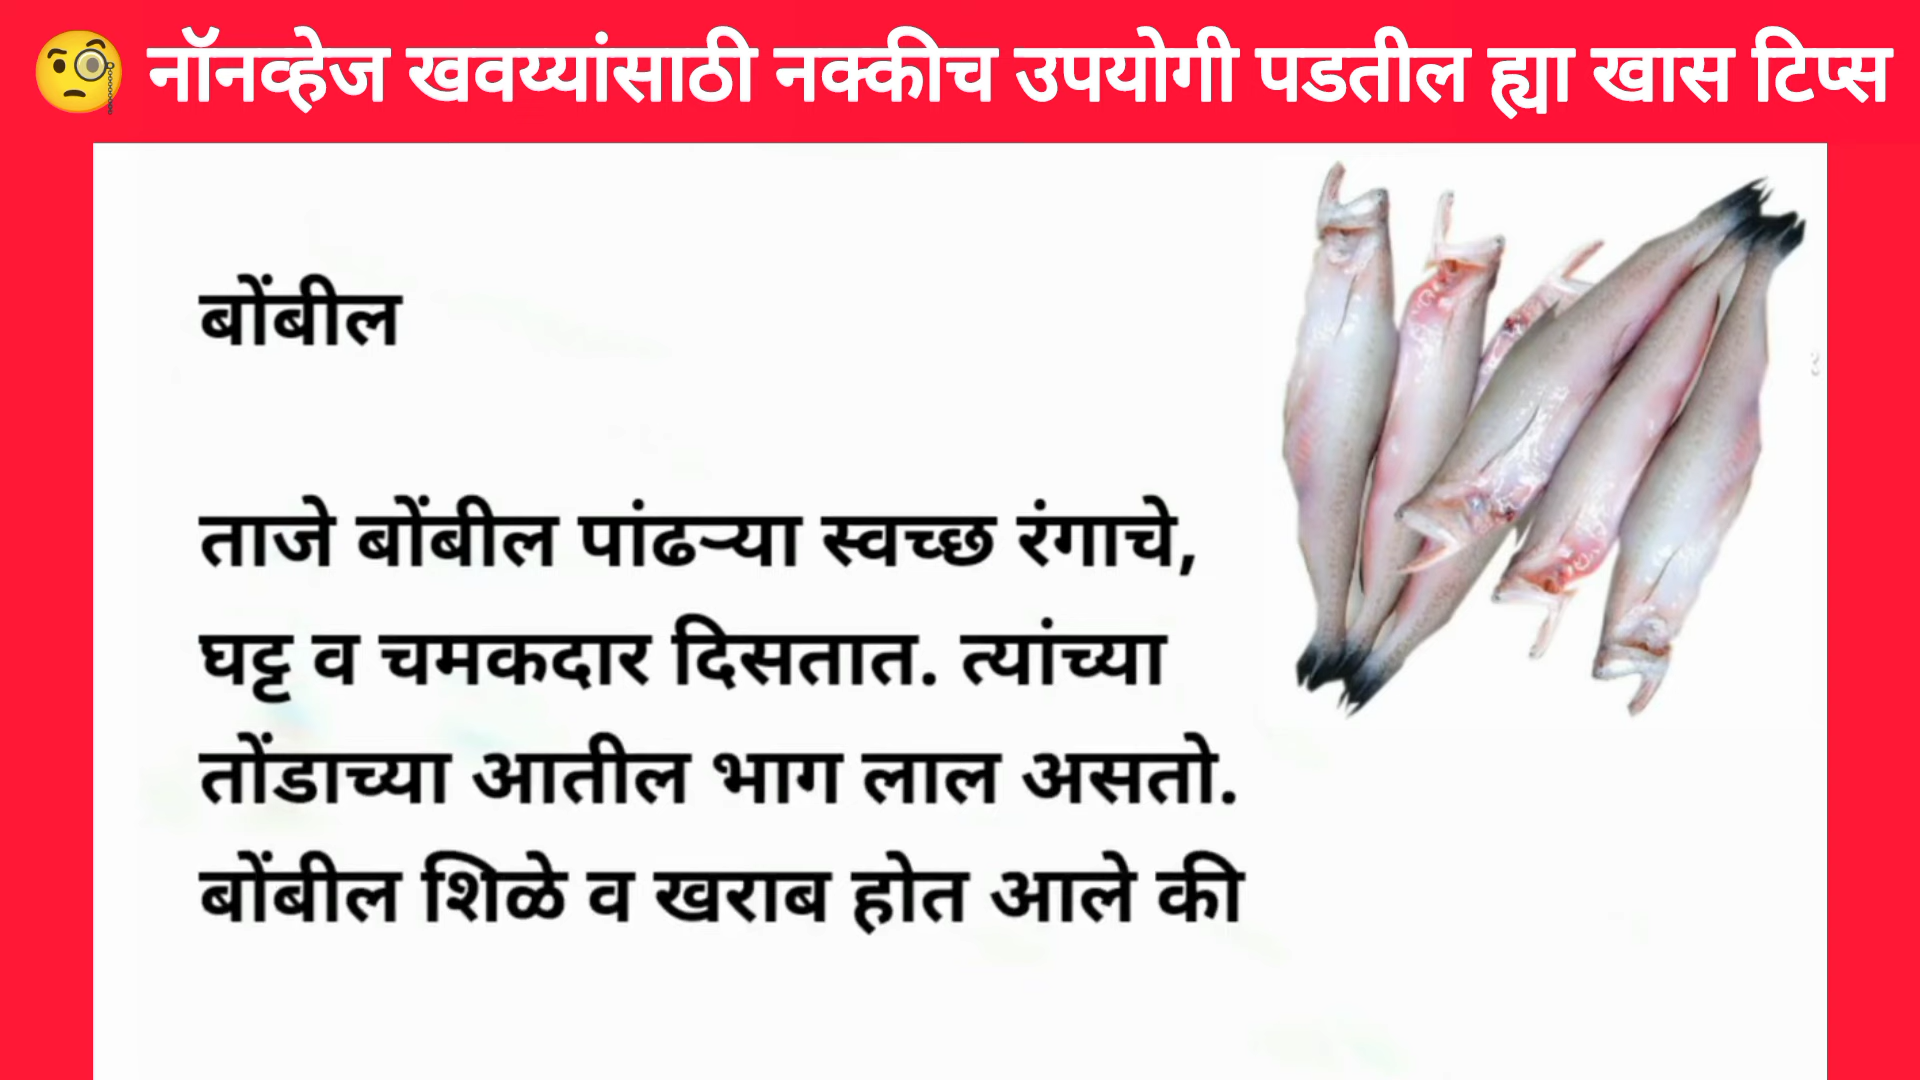 🧐 नॉनव्हेज खवय्यांसाठी नक्कीच उपयोगी पडतील ह्या खास टिप्स
बोंबील
ताजे बोंबील पांढऱ्या स्वच्छ रंगाचे,
घट्ट व चमकदार दिसतात. त्यांच्या
तोंडाच्या आतील भाग लाल असतो.
बोंबील शिळे व खराब होत आले की